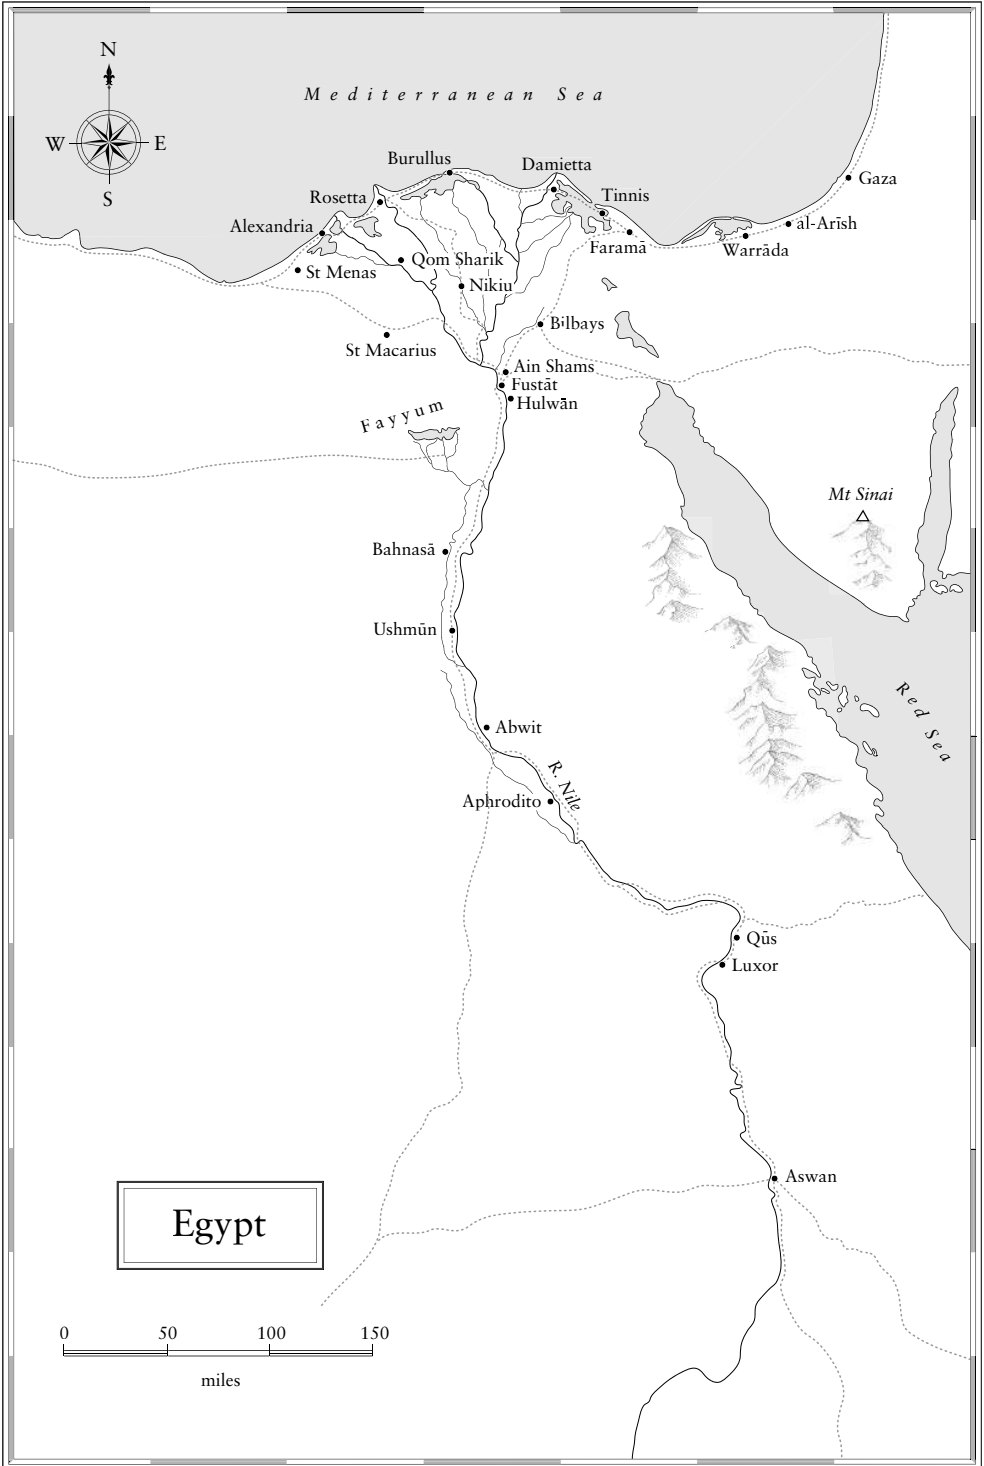 N
W
E
S
Mediterranean Sea
Burullus
Damietta
Rosetta
Tinnis
Gaza
Alexandria
al-Arīsh
Faramā
Warrāda
Qom Sharik
St Menas
Nikiu
Bilbays
St Macarius
Ain Shams
Fustāt
Hulwān
Fayyum
Mt Sinai
Bahnasā
Ushmūn
Red Sea
Abwit
R. Nile
Aphrodito
Qūs
Luxor
Aswan
Egypt
0 50 100 150
miles